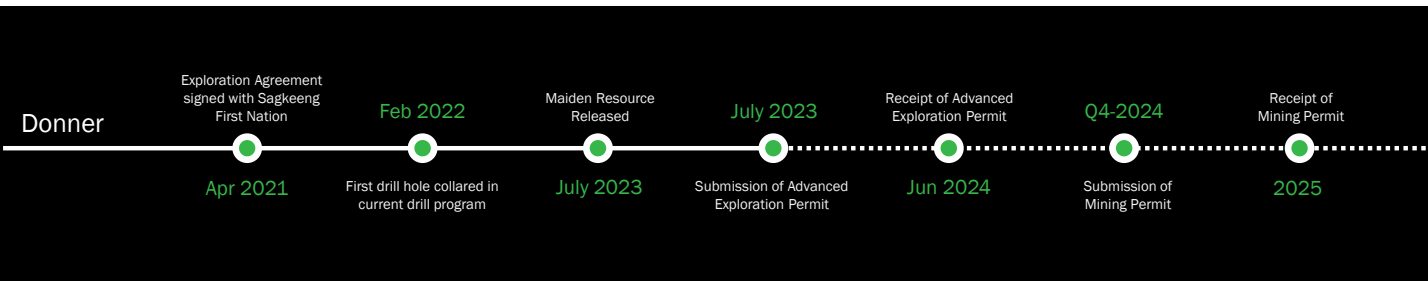 Donner
Exploration Agreement
signed with Sagkeeng
First Nation
Apr 2021
Feb 2022
First drill hole collared in
current drill program
Maiden Resource
Released
July 2023
July 2023
Submission of Advanced
Exploration Permit
Receipt of Advanced
Exploration Permit
Jun 2024
Q4-2024
Submission of
Mining Permit
Receipt of
Mining Permit
2025